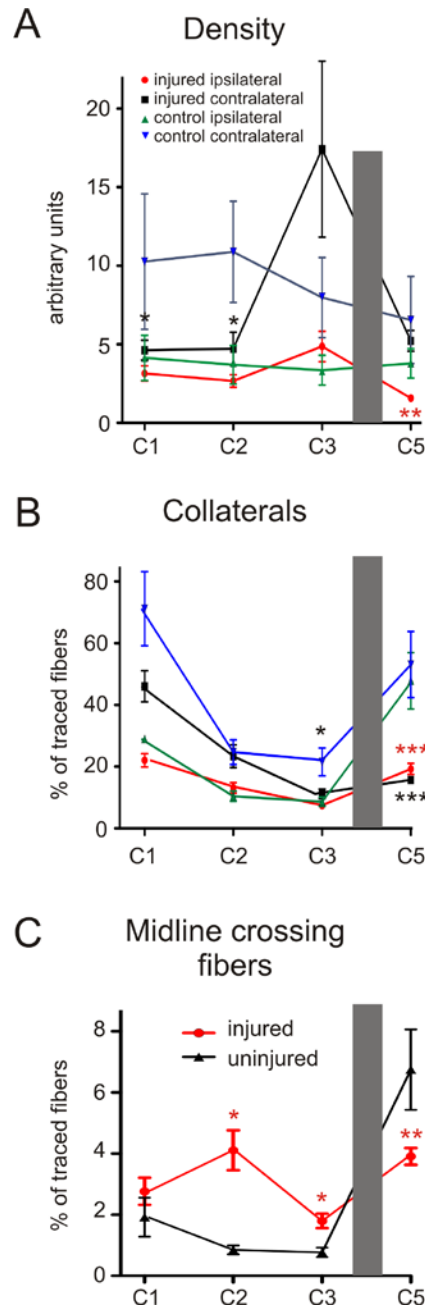 A
Density
injured ipsilateral
injured contralateral
control ipsilateral
control contralateral
arbitrary units
20
15
10
5
0
*
*
**
C1 C2 C3 C5
B
Collaterals
% of traced fibers
80
60
40
20
0
*
***
***
C1 C2 C3 C5
C
Midline crossing
fibers
injured
uninjured
% of traced fibers
8
6
4
2
0
*
*
**
C1 C2 C3 C5